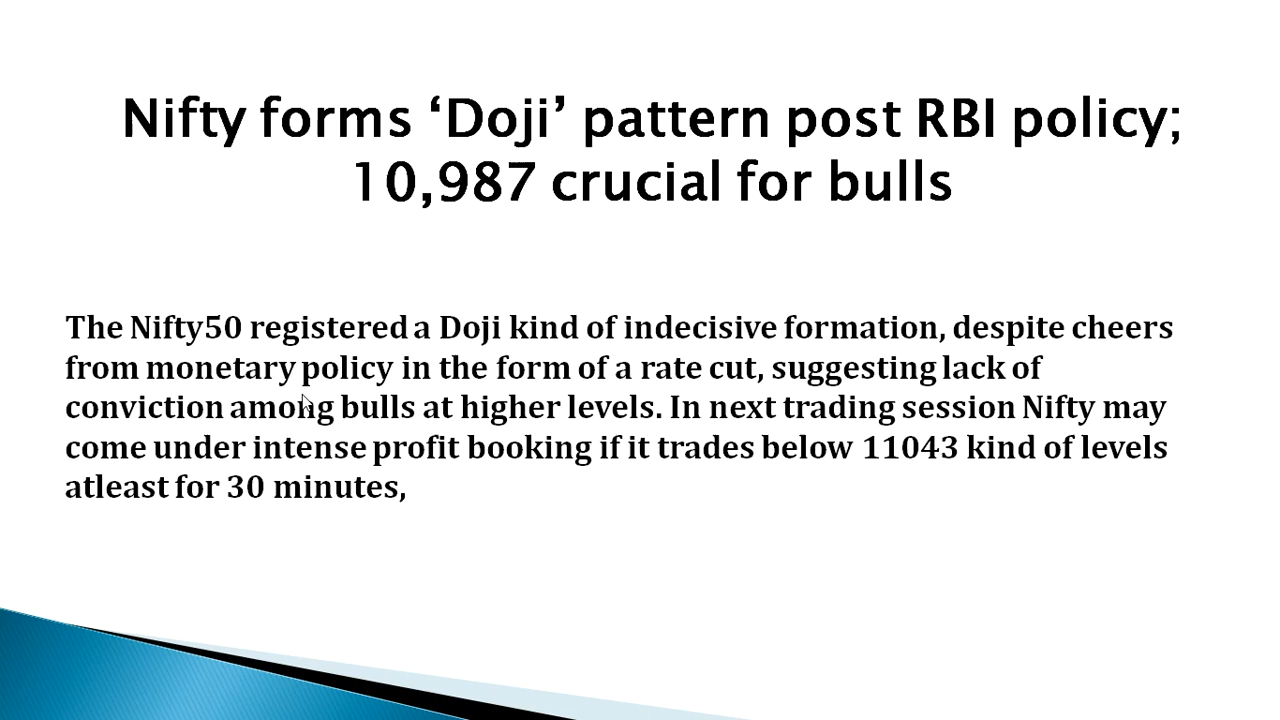 Nifty forms ‘Doji’ pattern post RBI policy;
10,987 crucial for bulls
The Nifty50 registered a Doji kind of indecisive formation, despite cheers
from monetary policy in the form of a rate cut, suggesting lack of
conviction among bulls at higher levels. In next trading session Nifty may
come under intense profit booking if it trades below 11043 kind of levels
atleast for 30 minutes,